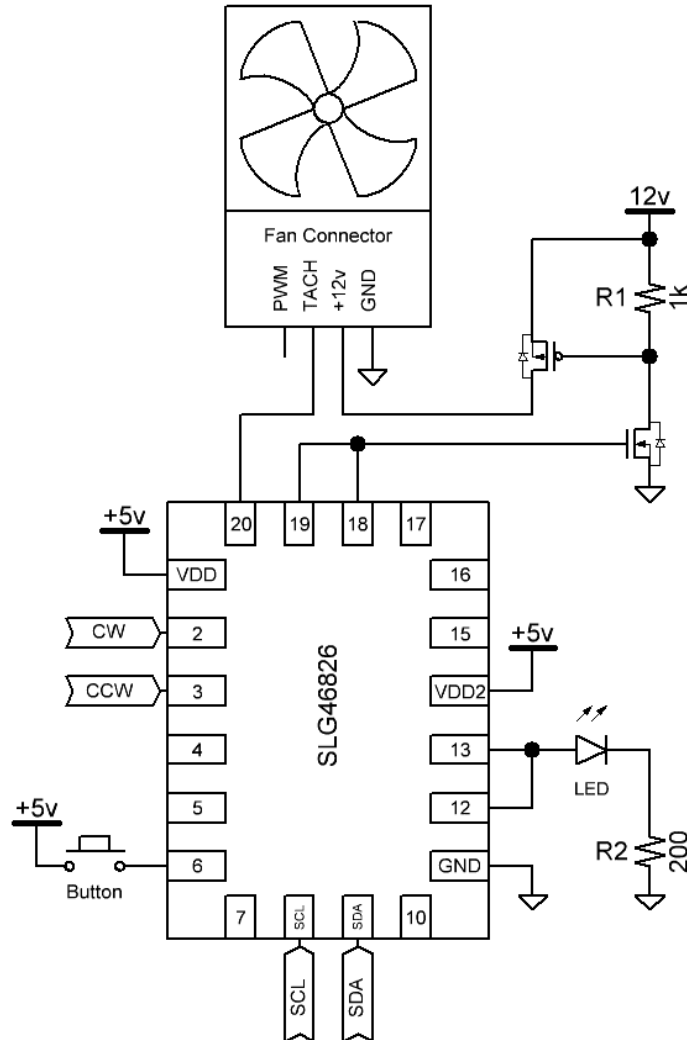 Fan Connector
PWM
TACH
+12v
GND
12v
R1
1k
20
19
18
17
+5v
VDD
16
CW
2
15
+5v
CCW
3
VDD2
SLG46826
4
13
LED
5
12
+5v
R2
200
6
GND
Button
7
SCL
SDA
10
SCL
SDA